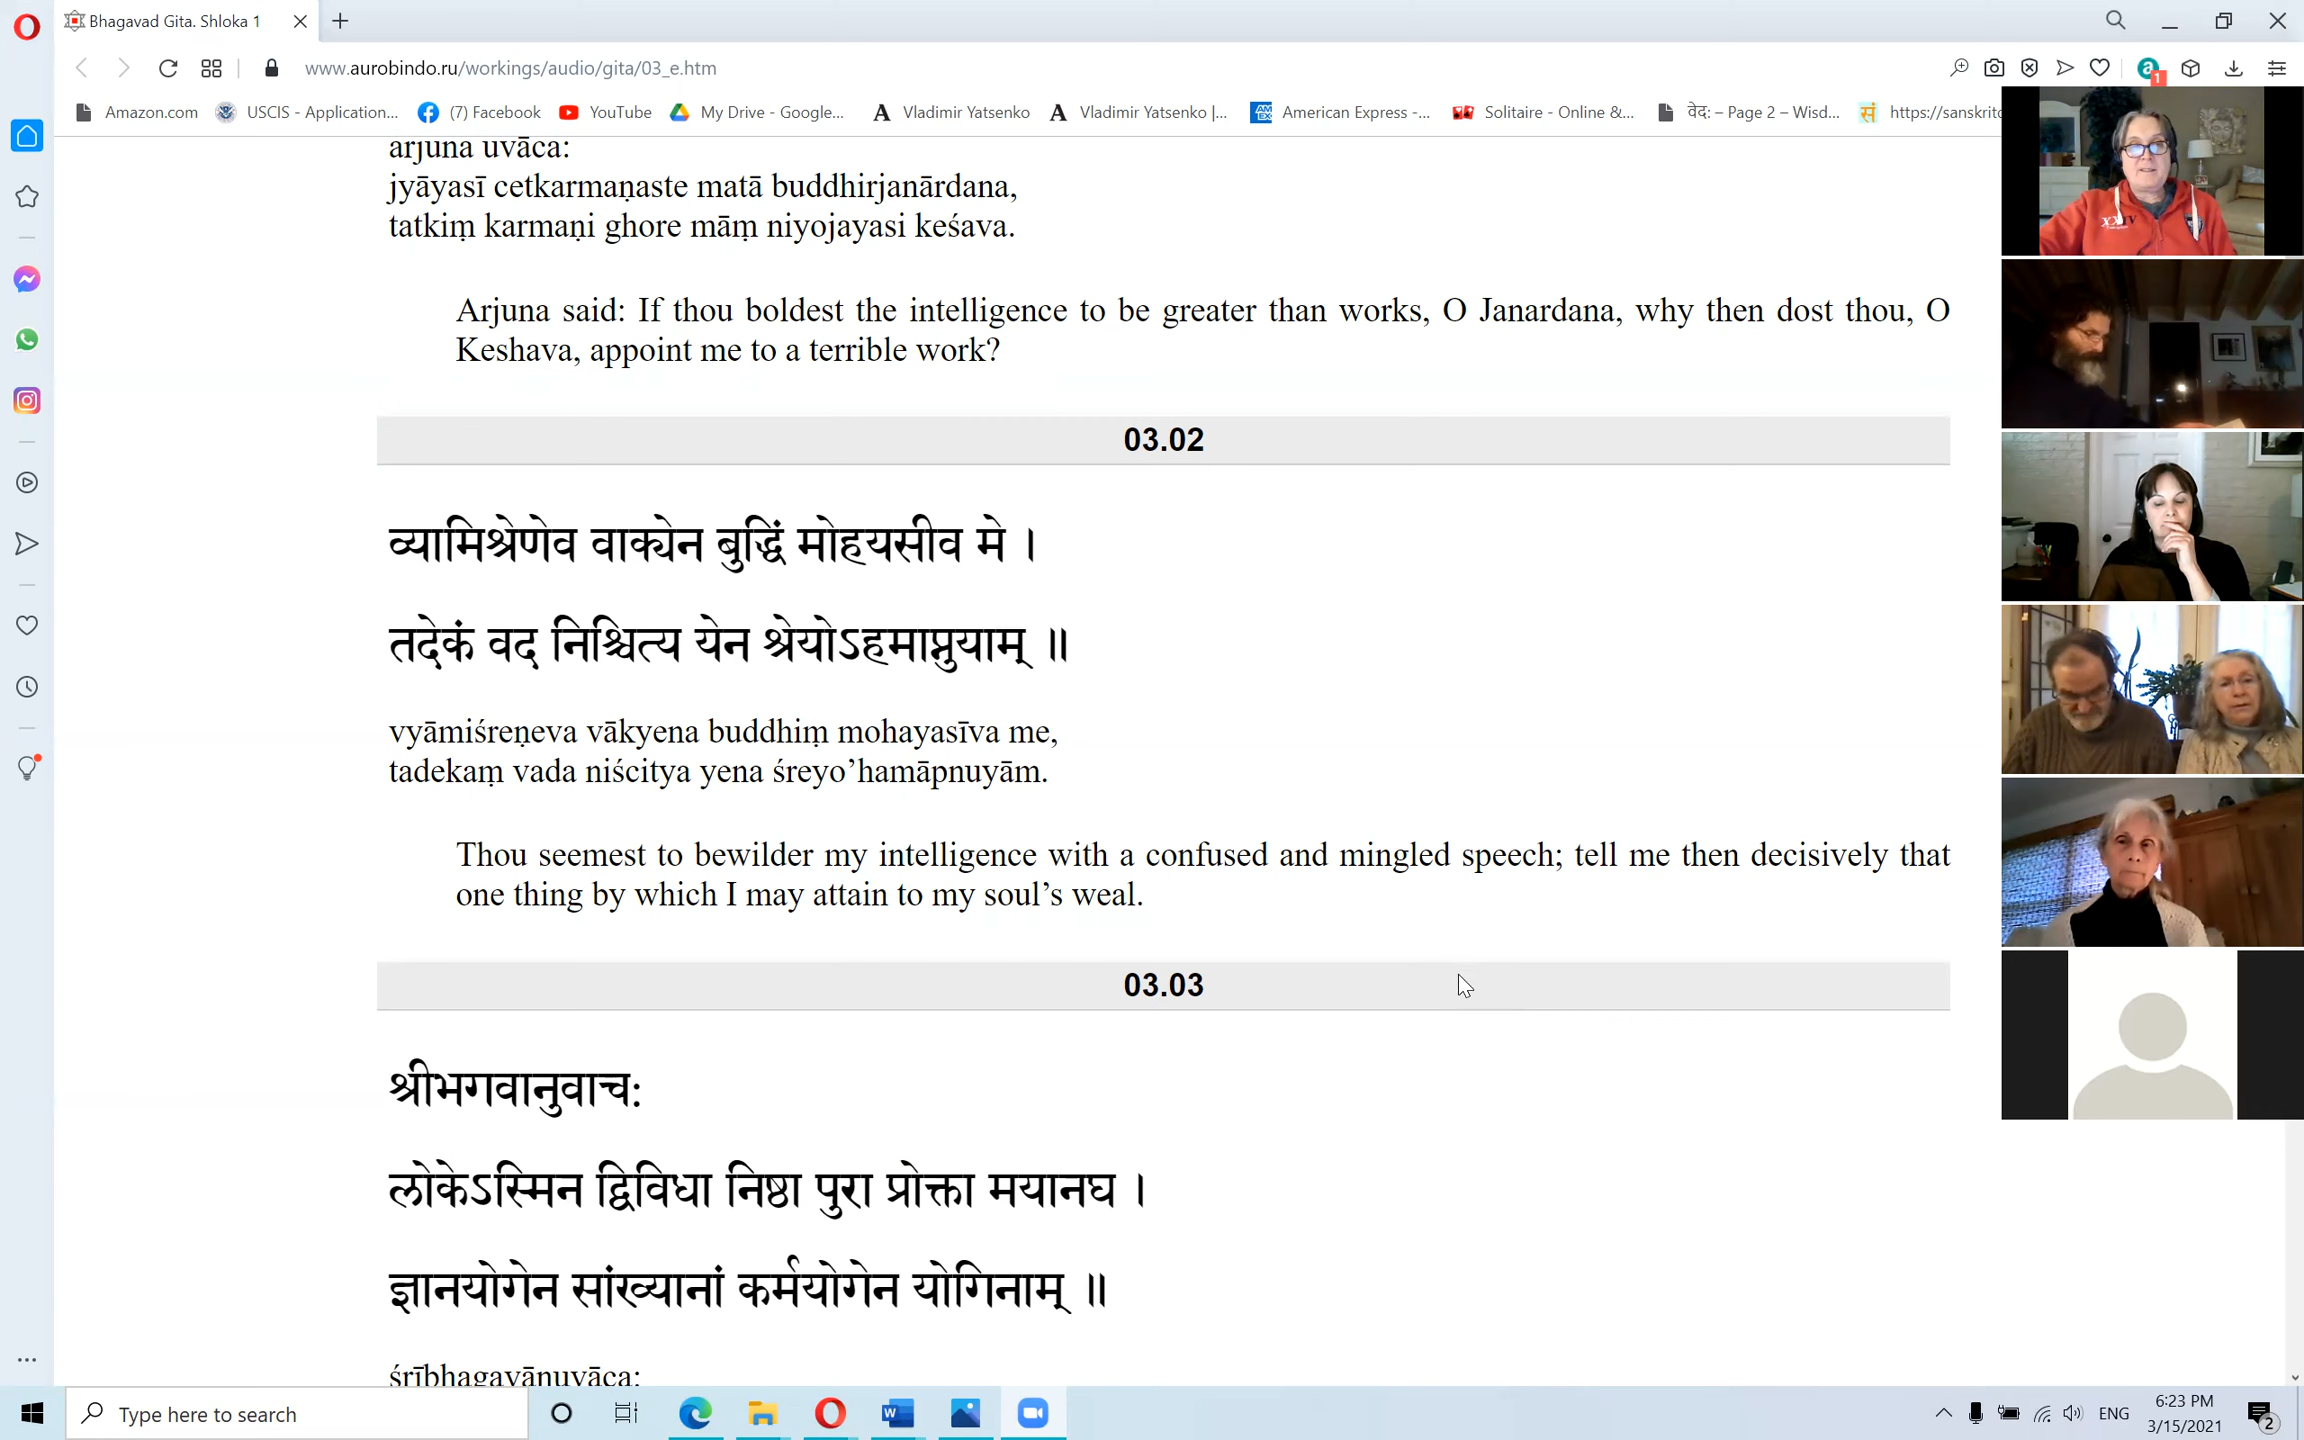 Bhagavad Gita. Shloka 1
www.aurobindo.ru/workings/audio/gita/03_e.htm
1
Amazon.com USCIS - Application... (7) Facebook YouTube My Drive - Google... Vladimir Yatsenko Vladimir Yatsenko |... AM EX American Express -... Solitaire - Online &... वेद: – Page 2 – Wisd... सं https://sanskrito
arjuna uvāca:
jyāyasī cetkarmaṇaste matā buddhirjanārdana,
tatkiṃ karmaṇi ghore māṃ niyojayasi keśava.
Arjuna said: If thou boldest the intelligence to be greater than works, O Janardana, why then dost thou, O
Keshava, appoint me to a terrible work?
03.02
व्यामिश्रेणेव वाक्येन बुद्धिं मोहयसीव मे ।
तदेकं वद निश्चित्य येन श्रेयोऽहमाप्नुयाम् ॥
vyāmiśreṇeva vākyena buddhiṃ mohayasīva me,
tadekaṃ vada niścitya yena śreyo’hamāpnuyām.
Thou seemest to bewilder my intelligence with a confused and mingled speech; tell me then decisively that
one thing by which I may attain to my soul’s weal.
03.03
श्रीभगवानुवाच:
लोकेऽस्मिन द्विविधा निष्ठा पुरा प्रोक्ता मयानघ ।
ज्ञानयोगेन सांख्यानां कर्मयोगेन योगिनाम् ॥
śrībhagavānuvāca:
XXIV
Type here to search
ENG
6:23 PM
3/15/2021
2